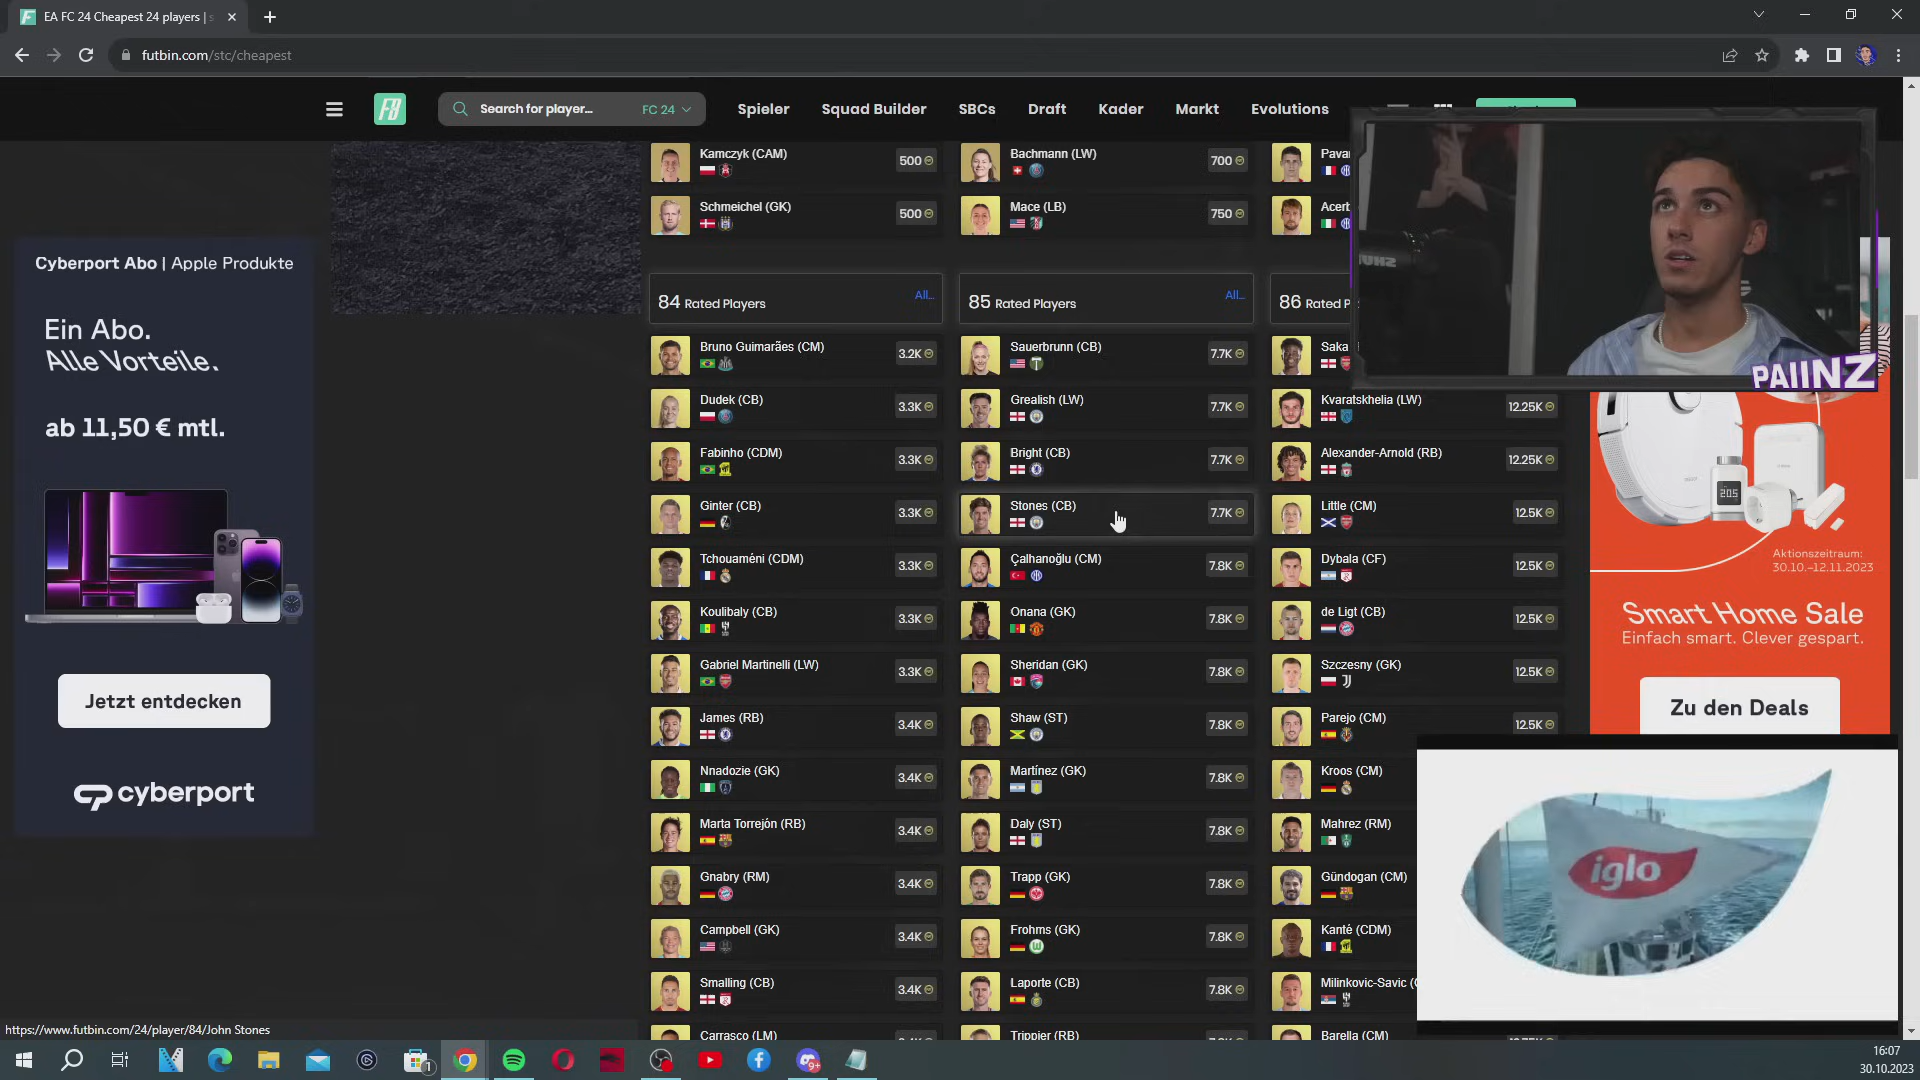 EA FC 24 Cheapest 24 players | s
futbin.com/stc/cheapest
Search for player...
FC 24
Spieler
Squad Builder
SBCs
Draft
Kader
Markt
Evolutions
Kamczyk (CAM)
500
Bachmann (LW)
700
Pava
Schmeichel (GK)
500
Mace (LB)
750
Acerb
Cyberport Abo | Apple Produkte
Ein Abo.
Alle Vorteile.
ab 11,50 € mtl.
Jetzt entdecken
cyberport
84 Rated Players
All...
85 Rated Players
All...
86 Rated P
Bruno Guimarães (CM)
3.2K
Sauerbrunn (CB)
7.7K
Saka
PAIINZ
Dudek (CB)
3.3K
Grealish (LW)
7.7K
Kvaratskhelia (LW)
12.25K
Fabinho (CDM)
3.3K
Bright (CB)
7.7K
Alexander-Arnold (RB)
12.25K
Ginter (CB)
3.3K
Stones (CB)
7.7K
Little (CM)
12.5K
Tchouaméni (CDM)
3.3K
Çalhanoğlu (CM)
7.8K
Dybala (CF)
12.5K
Koulibaly (CB)
3.3K
Onana (GK)
7.8K
de Ligt (CB)
12.5K
Gabriel Martinelli (LW)
3.3K
Sheridan (GK)
7.8K
Szczesny (GK)
12.5K
James (RB)
3.4K
Shaw (ST)
7.8K
Parejo (CM)
12.5K
Nnadozie (GK)
3.4K
Martínez (GK)
7.8K
Kroos (CM)
Marta Torrejón (RB)
3.4K
Daly (ST)
7.8K
Mahrez (RM)
Gnabry (RM)
3.4K
Trapp (GK)
7.8K
Gündogan (CM)
Campbell (GK)
3.4K
Frohms (GK)
7.8K
Kanté (CDM)
Smalling (CB)
3.4K
Laporte (CB)
7.8K
Milinkovic-Savic (
Carrasco (LM)
Trippier (RB)
Barella (CM)
20.5
Aktionszeitraum:
30.10.-12.11.2023
Smart Home Sale
Einfach smart. Clever gespart.
Zu den Deals
iglo
https://www.futbin.com/24/player/84/John Stones
1
9+
16:07
30.10.2023